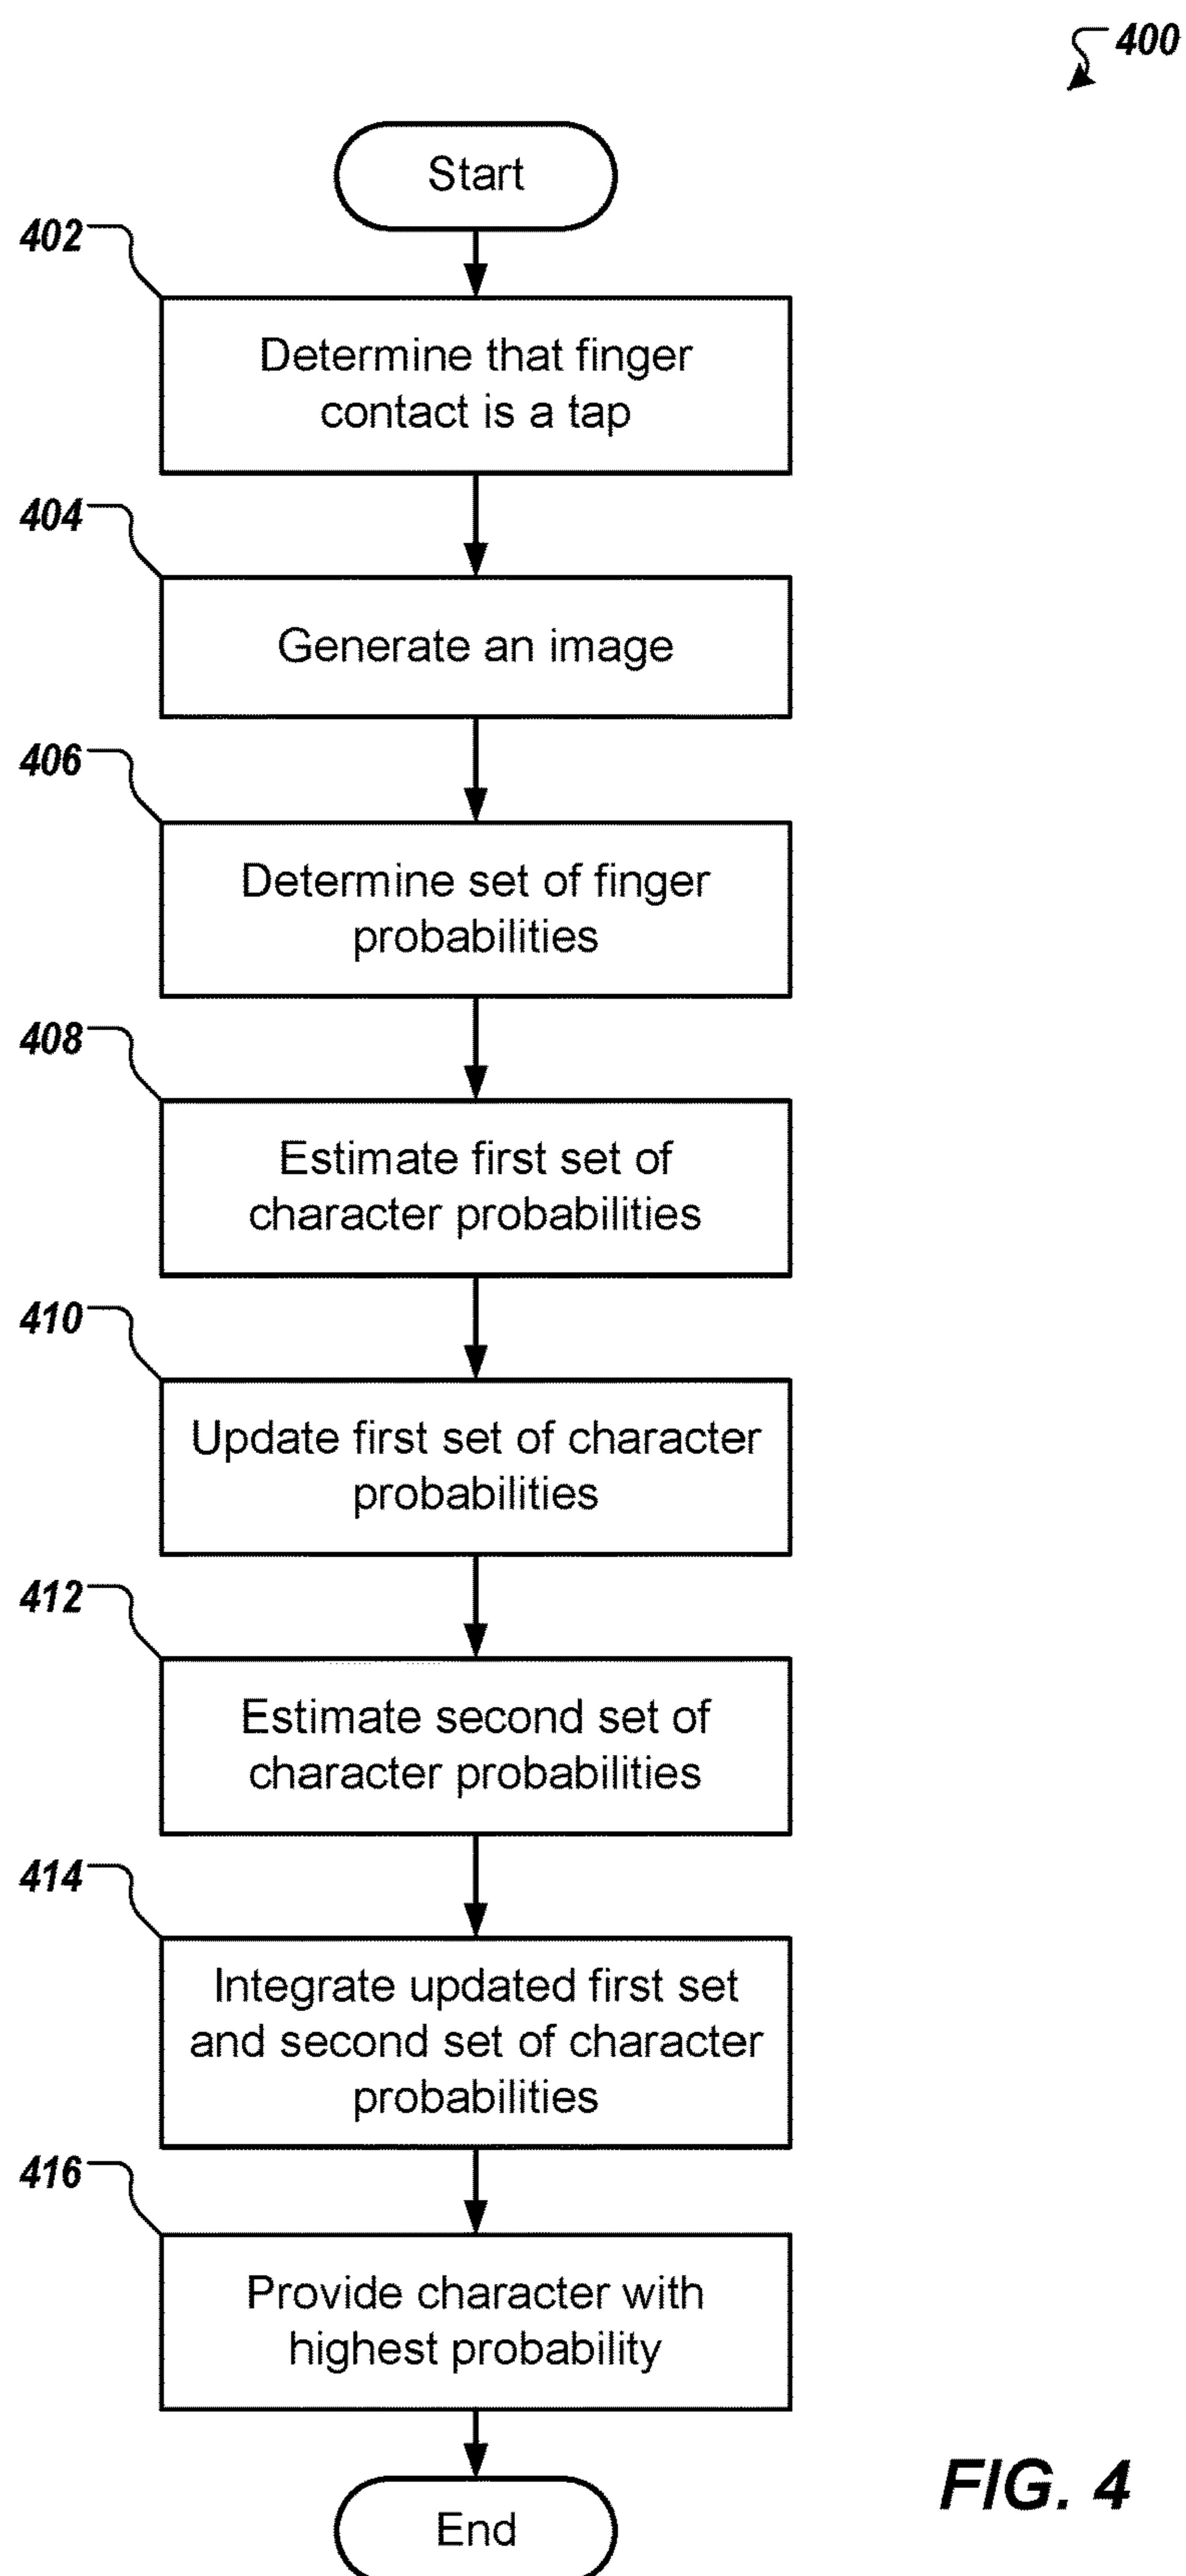 400
Start
402
Determine that finger
contact is a tap
404
Generate an image
406
Determine set of finger
probabilities
408
Estimate first set of
character probabilities
410
Update first set of character
probabilities
412
Estimate second set of
character probabilities
414
Integrate updated first set
and second set of character
probabilities
416
Provide character with
highest probability
End
FIG. 4